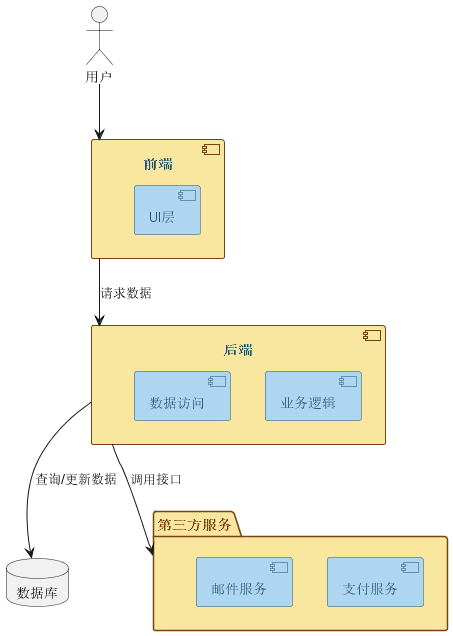 用户
前端
UI层
请求数据
后端
数据访问
业务逻辑
查询/更新数据
调用接口
第三方服务
数据库
邮件服务
支付服务